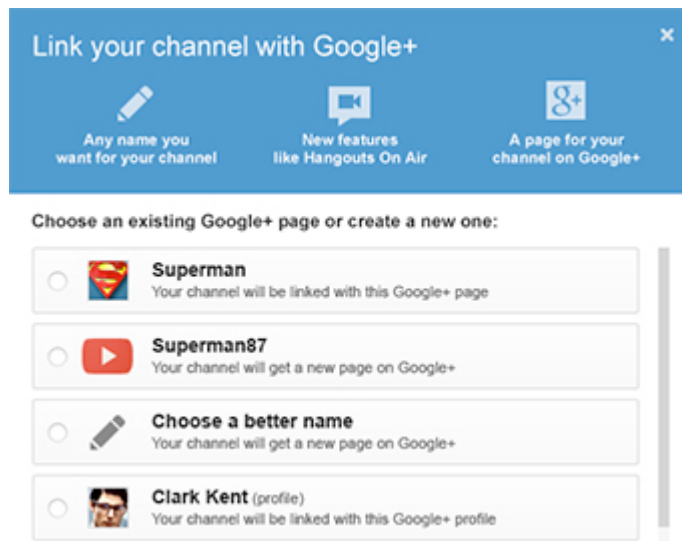 Link your channel with Google+
Any name you
want for your channel
New features
like Hangouts On Air
A page for your
channel on Google+
Choose an existing Google+ page or create a new one:
Superman
Your channel will be linked with this Google+ page
Superman87
Your channel will get a new page on Google+
Choose a better name
Your channel will get a new page on Google+
Clark Kent (profile)
Your channel will be linked with this Google+ profile